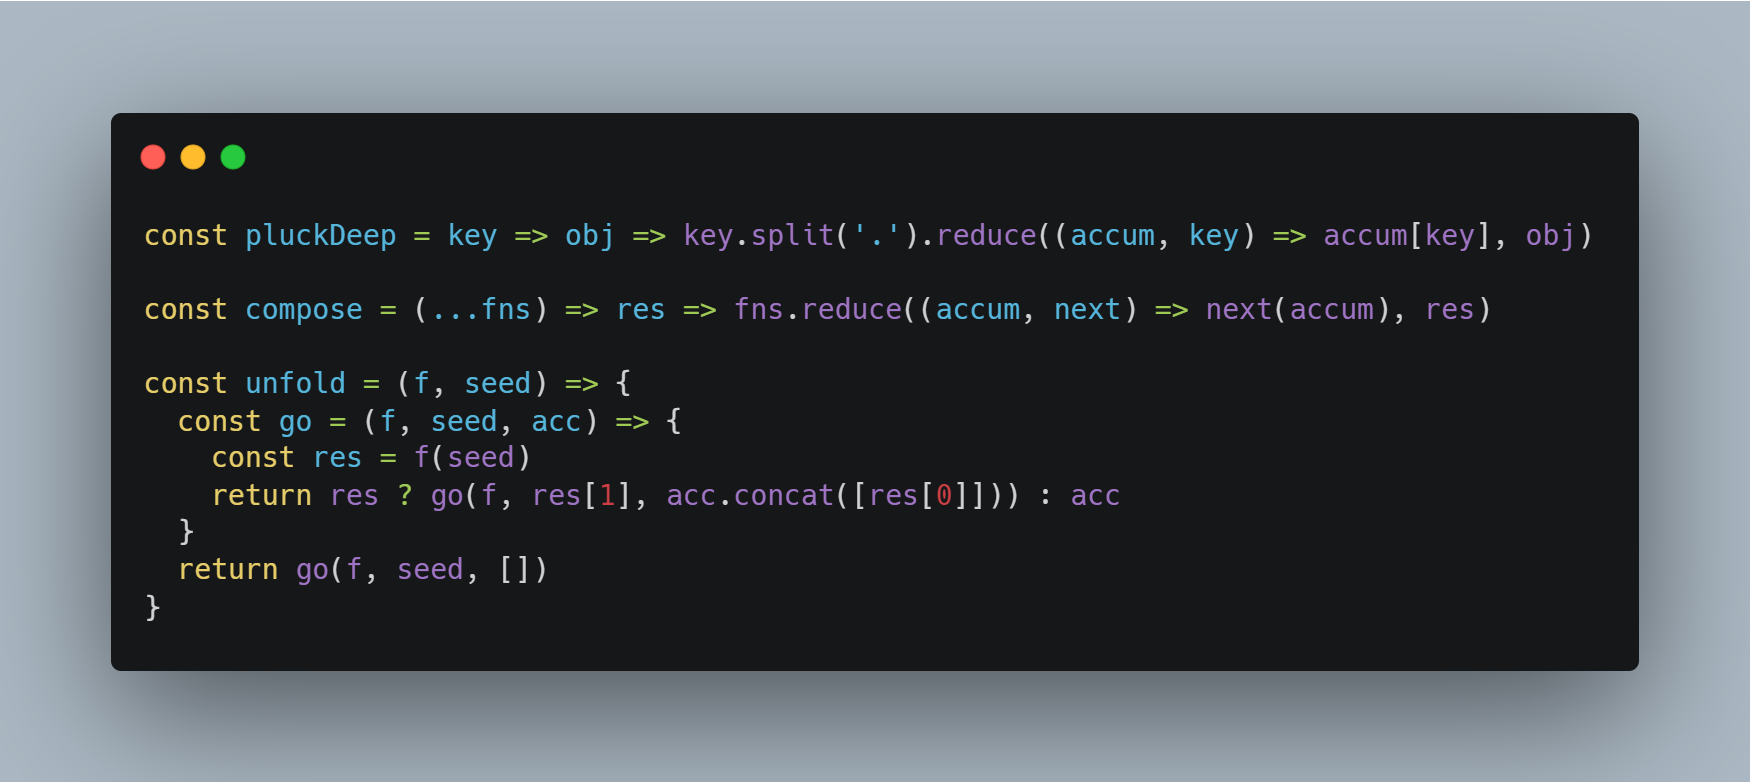 const pluckDeep = key => obj => key.split('.').reduce((accum, key) => accum[key], obj)

const compose = (...fns) => res => fns.reduce((accum, next) => next(accum), res)

const unfold = (f, seed) => {
  const go = (f, seed, acc) => {
    const res = f(seed)
    return res ? go(f, res[1], acc.concat([res[0]])) : acc
  }
  return go(f, seed, [])
}